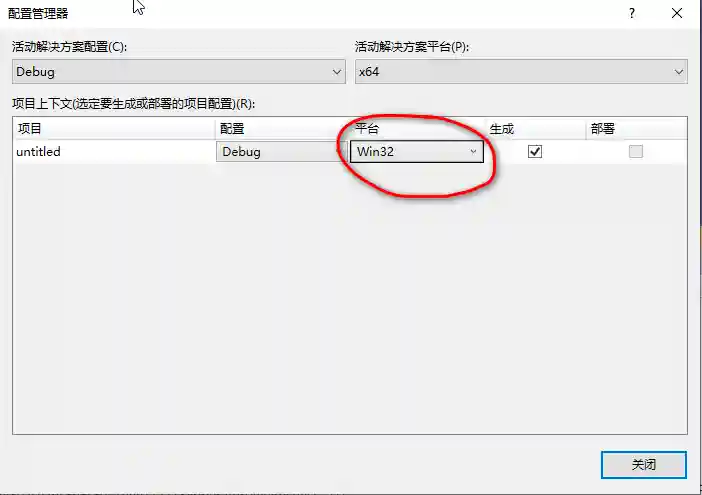 配置管理器
活动解决方案配置(C): 活动解决方案平台(P):
Debug x64
项目上下文(选定要生成或部署的项目配置)(R):
项目 配置 平台 生成 部署
untitled Debug Win32
关闭